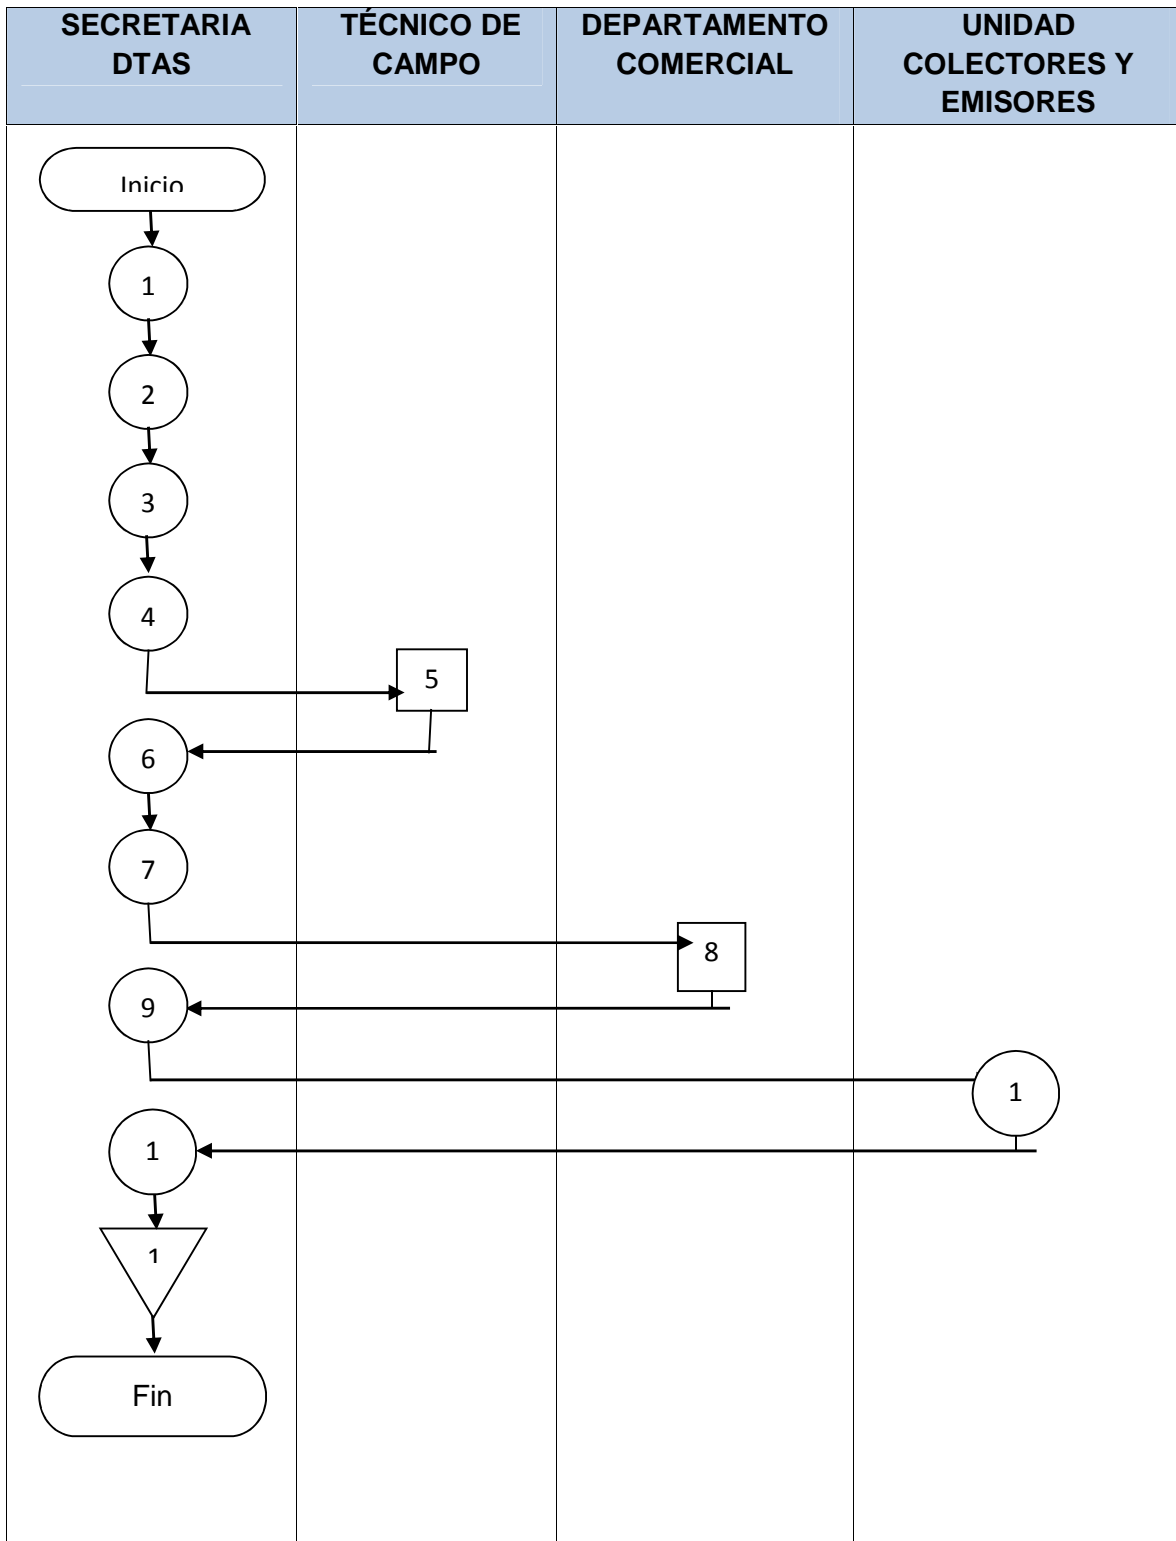 SECRETARIA
DTAS
TÉCNICO DE
CAMPO
DEPARTAMENTO
COMERCIAL
UNIDAD
COLECTORES Y
EMISORES
Inicio
1
2
3
4
5
6
7
8
9
1
1
1
Fin